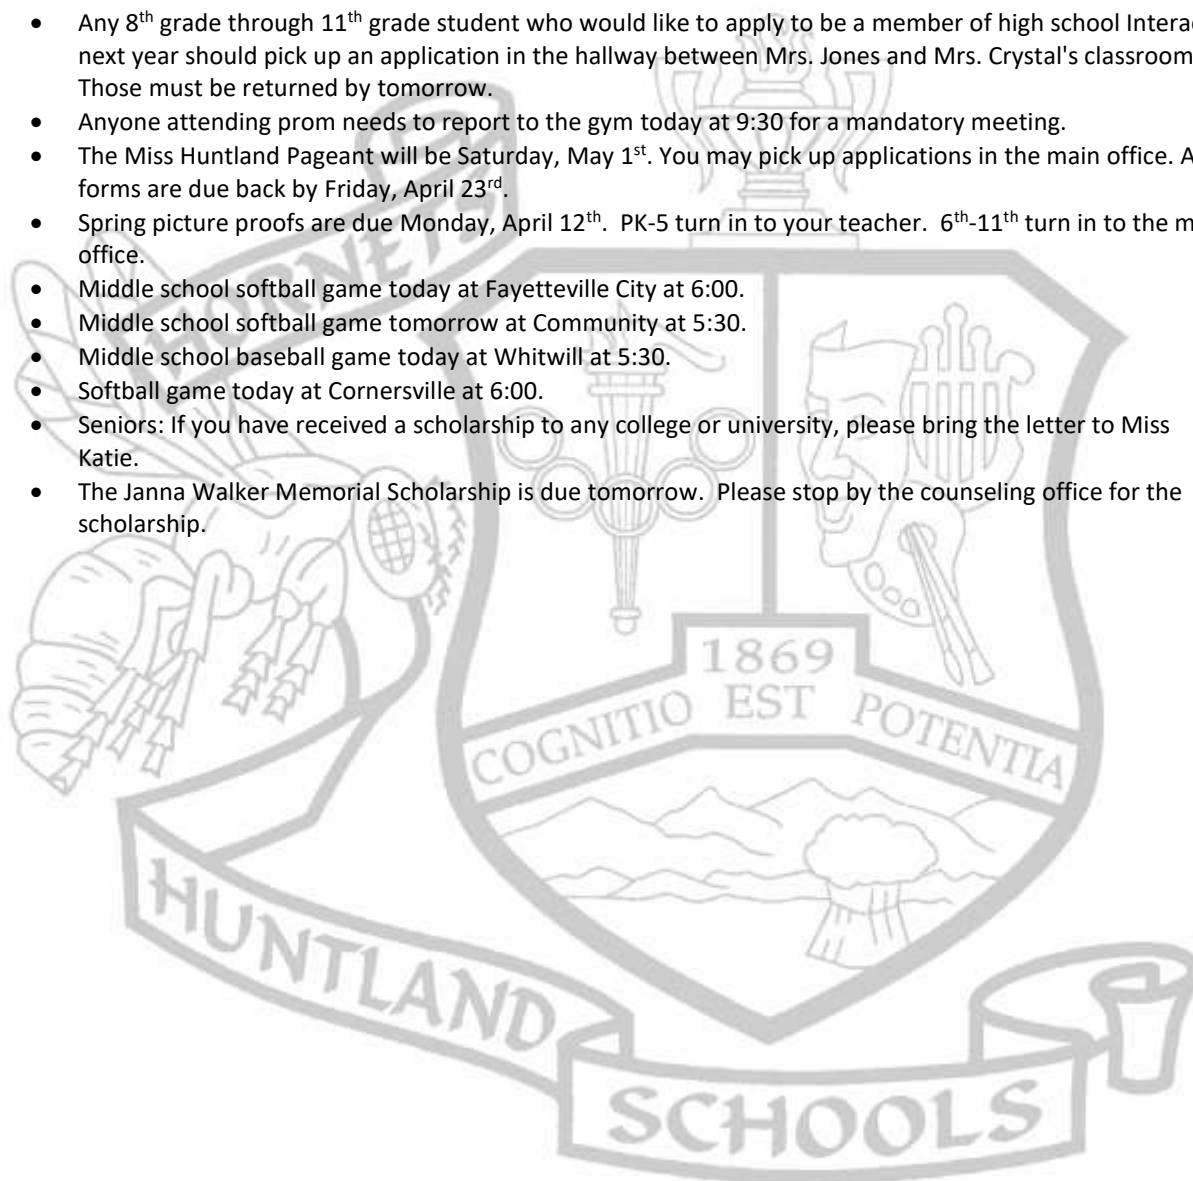 • Any 8th grade through 11th grade student who would like to apply to be a member of high school
next year should pick up an application in the hallway between Mrs. Jones and Mrs. Crystal's
Those must be returned by tomorrow.
• Anyone attending prom needs to report to the gym today at 9:30 for a mandatory meeting.
• The Miss Huntland Pageant will be Saturday, May 1st. You may pick up applications in the main office.
forms are due back by Friday, April 23rd.
• Spring picture proofs are due Monday, April 12th. PK-5 turn in to your teacher. 6th-11th turn in to the
office.
• Middle school softball game today at Fayetteville City at 6:00.
• Middle school softball game tomorrow at Community at 5:30.
• Middle school baseball game today at Whitwill at 5:30.
• Softball game today at Cornersville at 6:00.
• Seniors: If you have received a scholarship to any college or university, please bring the letter to Miss
Katie.
• The Janna Walker Memorial Scholarship is due tomorrow. Please stop by the counseling office for the
scholarship.
HORNETS
1869
COGNITIO EST POTENTIA
HUNTLAND
SCHOOLS